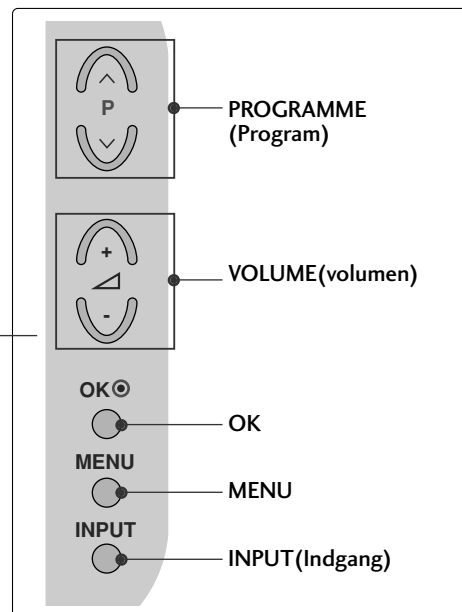 P
PROGRAMME
(Program)
+
VOLUME(volumen)
-
OK
OK
MENU
MENU
INPUT
INPUT(Indgang)